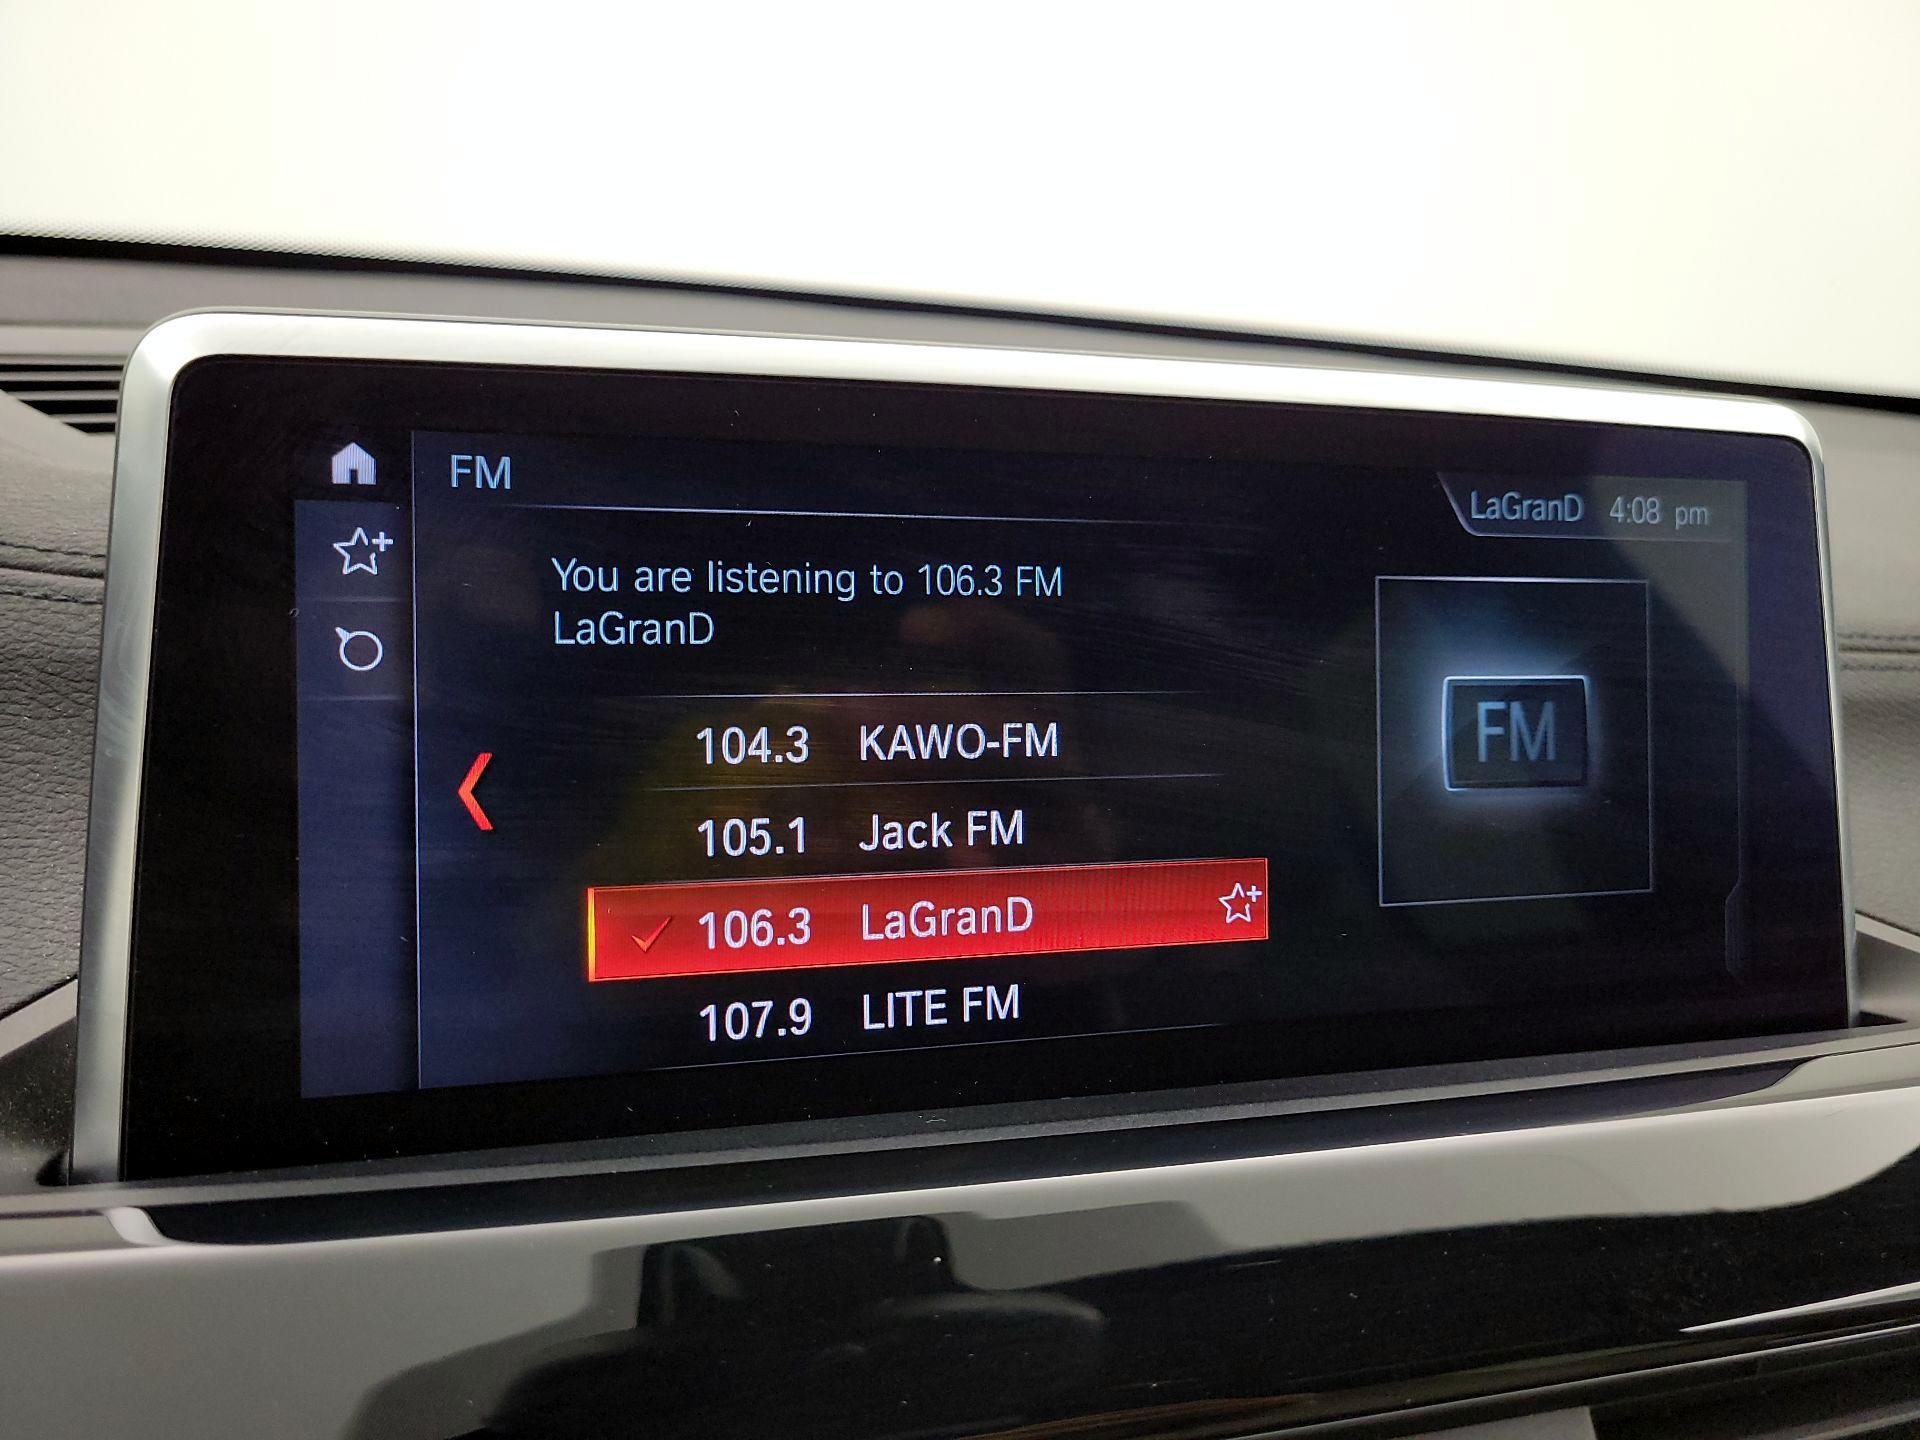 FM
LaGranD 4:08 pm
You are listening to 106.3 FM
LaGranD
104.3 KAWO-FM
105.1 Jack FM
106.3 LaGranD
107.9 LITE FM
FM